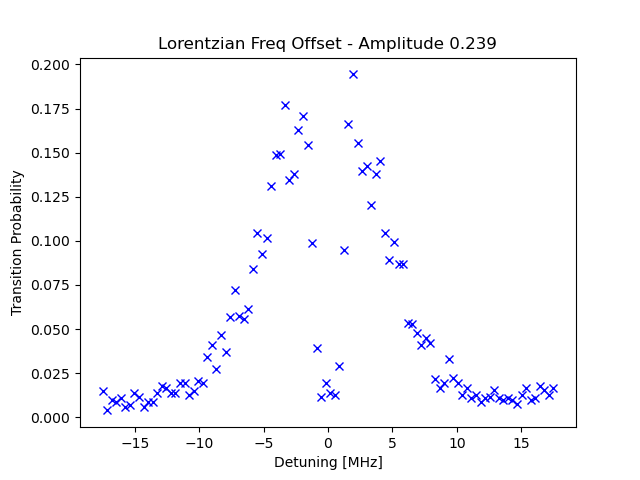 Lorentzian Freq Offset - Amplitude 0.239
0.200
0.175
0.150
0.125
0.100
0.075
0.050
0.025
0.000
Transition Probability
−15 −10 −5 0 5 10 15
Detuning [MHz]